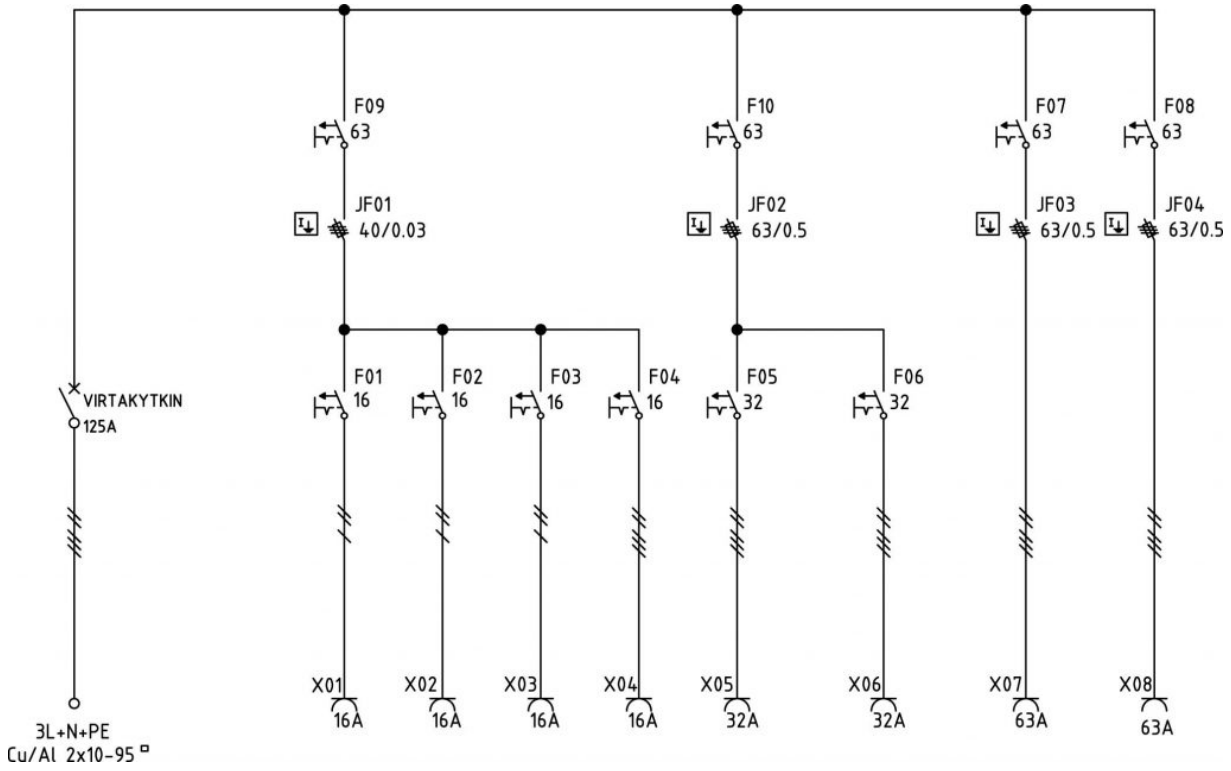 F09
63
F10
63
F07
63
F08
63
JF01
I 40/0.03
JF02
I 63/0.5
JF03
I 63/0.5
JF04
I 63/0.5
F01
16
F02
16
F03
16
F04
16
F05
32
F06
32
VIRTAKYTKIN
125A
X01
16A
X02
16A
X03
16A
X04
16A
X05
32A
X06
32A
X07
63A
X08
63A
3L+N+PE
Cu/Al 2x10-95 □